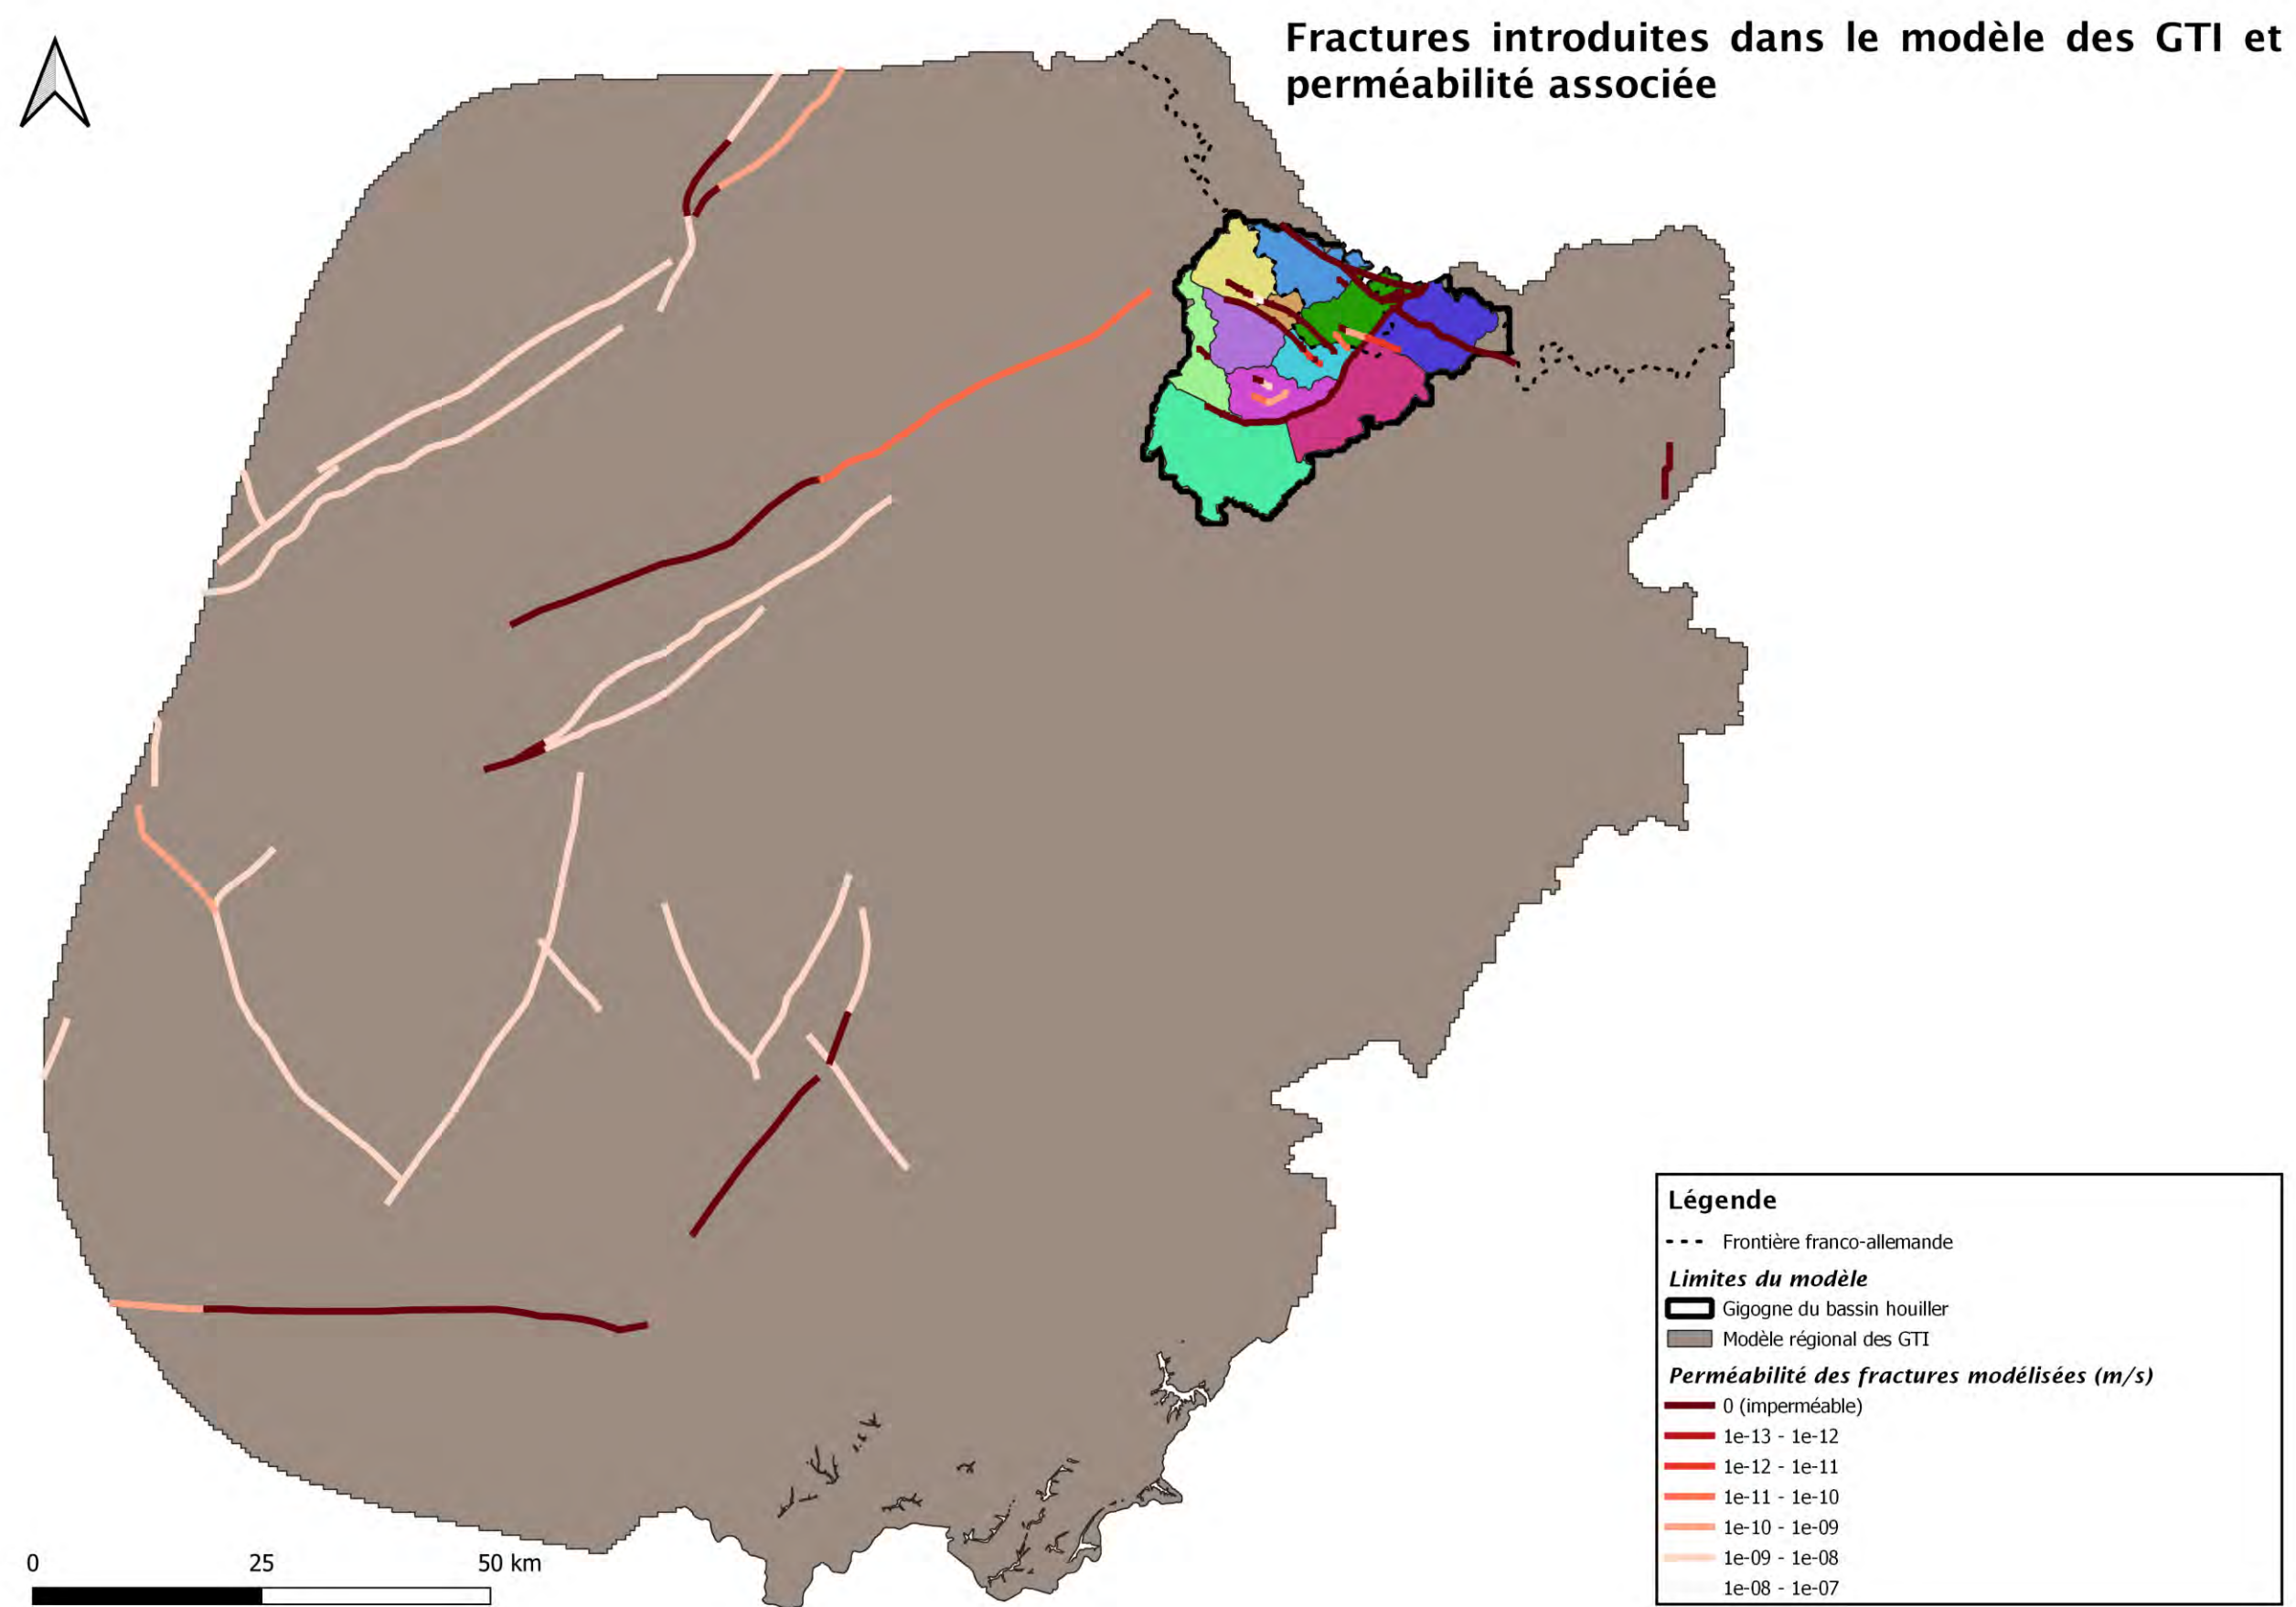 Fractures introduites dans le modèle des GTI et
perméabilité associée
Légende
Frontière franco-allemande
Limites du modèle
Gigogne du bassin houiller
Modèle régional des GTI
Perméabilité des fractures modélisées (m/s)
0 (imperméable)
1e-13 - 1e-12
1e-12 - 1e-11
1e-11 - 1e-10
1e-10 - 1e-09
1e-09 - 1e-08
1e-08 - 1e-07
0 25 50 km